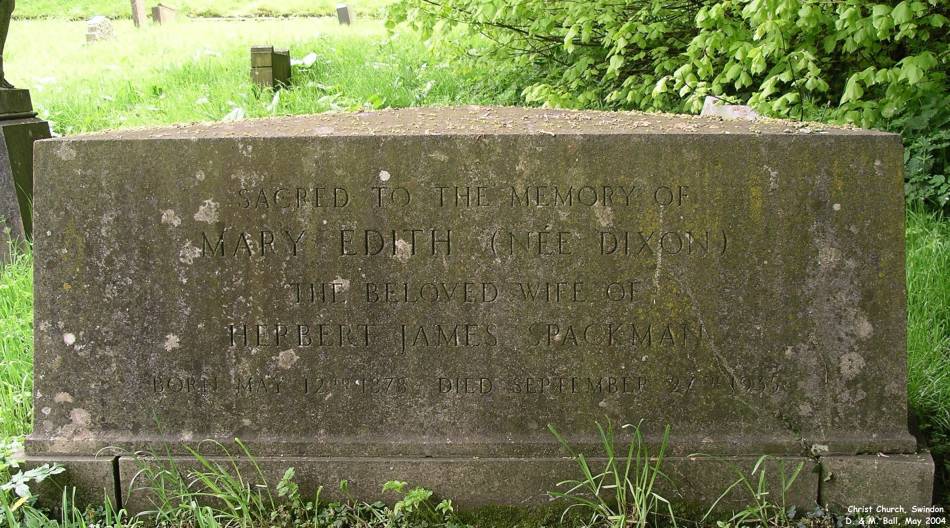 SACRED TO THE MEMORY OF
MARY EDITH (NÉE DIXON)
THE BELOVED WIFE OF
HERBERT JAMES SPACKMAN
BORN MAY 12TH 1878 DIED SEPTEMBER 27TH
Christ Church, Swindon
& M. Ball, May 2004